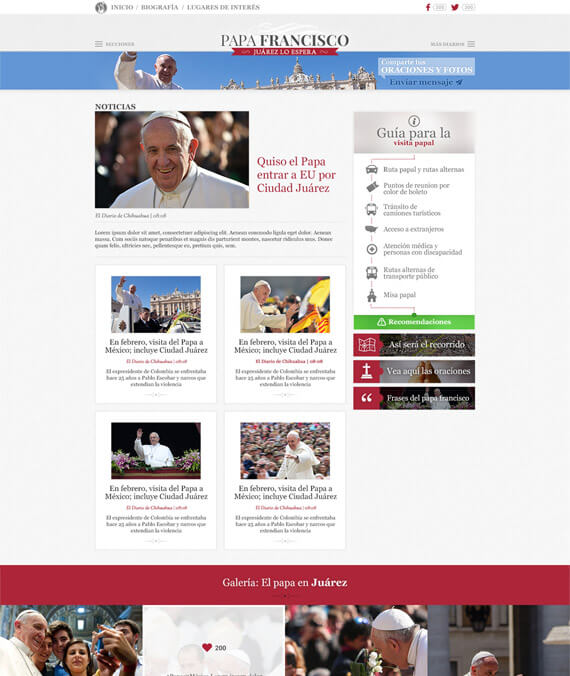 INICIO / BIOGRAFÍA / LUGARES DE INTERÉS
300
300
SECCIONES
PAPA FRANCISCO
JUÁREZ LO ESPERA
MÁS DIARIOS
Comparte tus
ORACIONES Y FOTOS
Enviar mensaje
NOTICIAS
Quiso el Papa
entrar a EU por
Ciudad Juárez
El Diario de Chihuahua | 08:08
Lorem ipsum dolor sit amet, consectetuer adipiscing elit. Aenean commodo ligula eget dolor. Aenean
massa. Cum sociis natoque penatibus et magnis dis parturient montes, nascetur ridiculus mus. Donec
quam felis, ultricies nec, pellentesque eu, pretium quis, sem.
En febrero, visita del Papa a
México; incluye Ciudad Juárez
El Diario de Chihuahua | 08:08
El expresidente de Colombia se enfrentaba
hace 25 años a Pablo Escobar y narcos que
extendían la violencia
En febrero, visita del Papa a
México; incluye Ciudad Juárez
El Diario de Chihuahua | 08:08
El expresidente de Colombia se enfrentaba
hace 25 años a Pablo Escobar y narcos que
extendían la violencia
En febrero, visita del Papa a
México; incluye Ciudad Juárez
El Diario de Chihuahua | 08:08
El expresidente de Colombia se enfrentaba
hace 25 años a Pablo Escobar y narcos que
extendían la violencia
En febrero, visita del Papa a
México; incluye Ciudad Juárez
El Diario de Chihuahua | 08:08
El expresidente de Colombia se enfrentaba
hace 25 años a Pablo Escobar y narcos que
extendían la violencia
Guía para la
visita papal
Ruta papal y rutas alternas
Puntos de reunion por
color de boleto
Tránsito de
camiones turísticos
Acceso a extranjeros
Atención médica y
personas con discapacidad
Rutas alternas de
transporte público
Misa papal
Recomendaciones
Así será el recorrido
Vea aquí las oraciones
Frases del papa francisco
Galería: El papa en Juárez
200